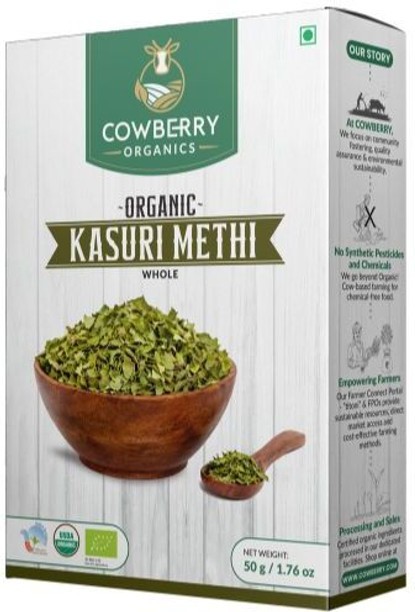 COWBERRY
ORGANICS
-ORGANIC-
KASURI METHI
WHOLE
USDA
ORGANIC
NET WEIGHT:
50 g / 1.76 oz
OUR STORY
At COWBERRY,
We focus on community
fostering, quality
assurance & environmental
sustainability.
No Synthetic Pesticides
and Chemicals
We go beyond Organic!
Cow-based farming for
chemical-free food.
Empowering Farmers
Our Farmer Connect Portal
& FPOs provide
sustainable resources, direct
market access and
cost effective farming
methods.
Processing and Sales
Certified organic ingredients
processed in our dedicated
facilities. Shop online at
WWW.COWBERRY.COM